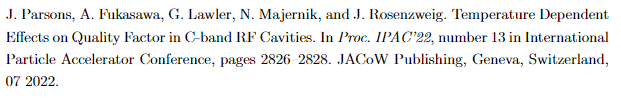 J. Parsons, A. Fukasawa, G. Lawler, N. Majernik, and J. Rosenzweig. Temperature Dependent
Effects on Quality Factor in C-band RF Cavities. In Proc. IPAC'22, number 13 in International
Particle Accelerator Conference, pages 2826–2828. JACoW Publishing, Geneva, Switzerland,
07 2022.